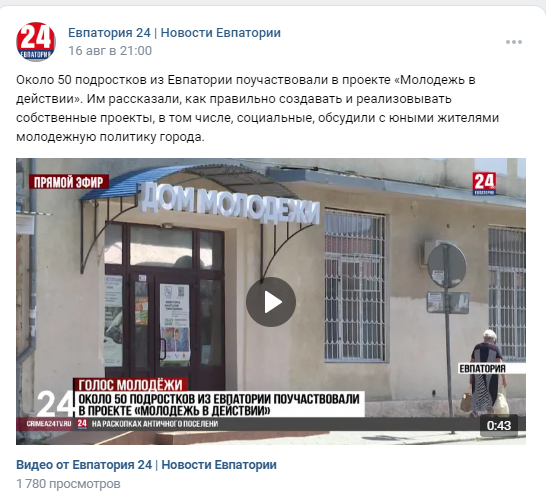 24
ЕВПАТОРИЯ
Евпатория 24 | Новости Евпатории
16 авг в 21:00
Около 50 подростков из Евпатории поучаствовали в проекте «Молодежь в
действии». Им рассказали, как правильно создавать и реализовывать
собственные проекты, в том числе, социальные, обсудили с юными жителями
молодежную политику города.
ПРЯМОЙ ЭФИР
24
ДОМ МОЛОДЕЖИ
ЕВПАТОРИЯ
ГОЛОС МОЛОДЁЖИ
24
ОКОЛО 50 ПОДРОСТКОВ ИЗ ЕВПАТОРИИ ПОУЧАСТВОВАЛИ
В ПРОЕКТЕ «МОЛОДЕЖЬ В ДЕЙСТВИИ»
0:43
CRIMEA24TV.RU 24 НА РАСКОПКАХ АНТИЧНОГО ПОСЕЛЕНИ
Видео от Евпатория 24 | Новости Евпатории
1 780 просмотров